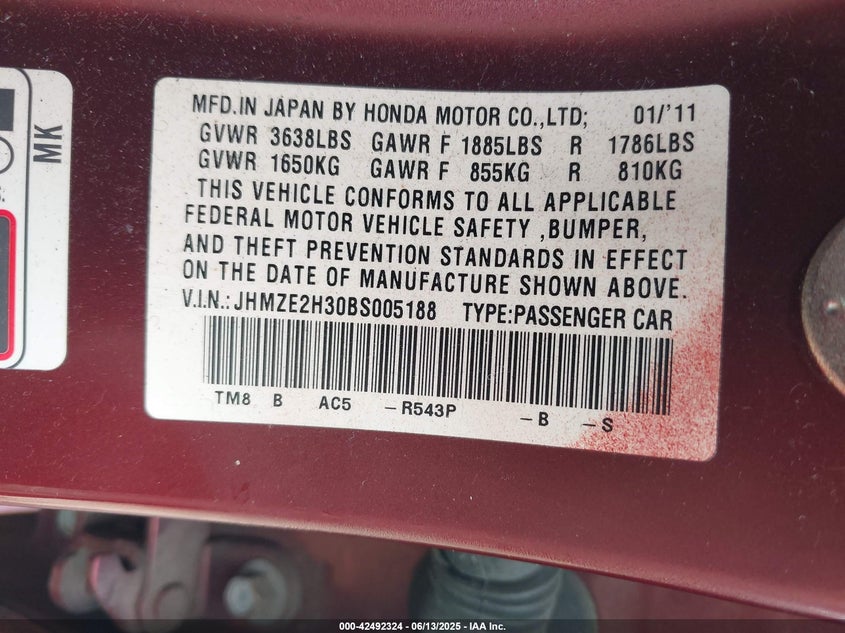 MFD.IN JAPAN BY HONDA MOTOR CO.,LTD; 01/'11
GVWR 3638LBS GAWR F 1885LBS R 1786LBS
GVWR 1650KG GAWR F 855KG R 810KG
THIS VEHICLE CONFORMS TO ALL APPLICABLE
FEDERAL MOTOR VEHICLE SAFETY ,BUMPER,
AND THEFT PREVENTION STANDARDS IN EFFECT
ON THE DATE OF MANUFACTURE SHOWN ABOVE.
V.I.N.:JHMZE2H30BS005188 TYPE:PASSENGER CAR
TM8 B AC5 -R543P -B -S
MK
000-42492324 - 06/13/2025 - IAA Inc.